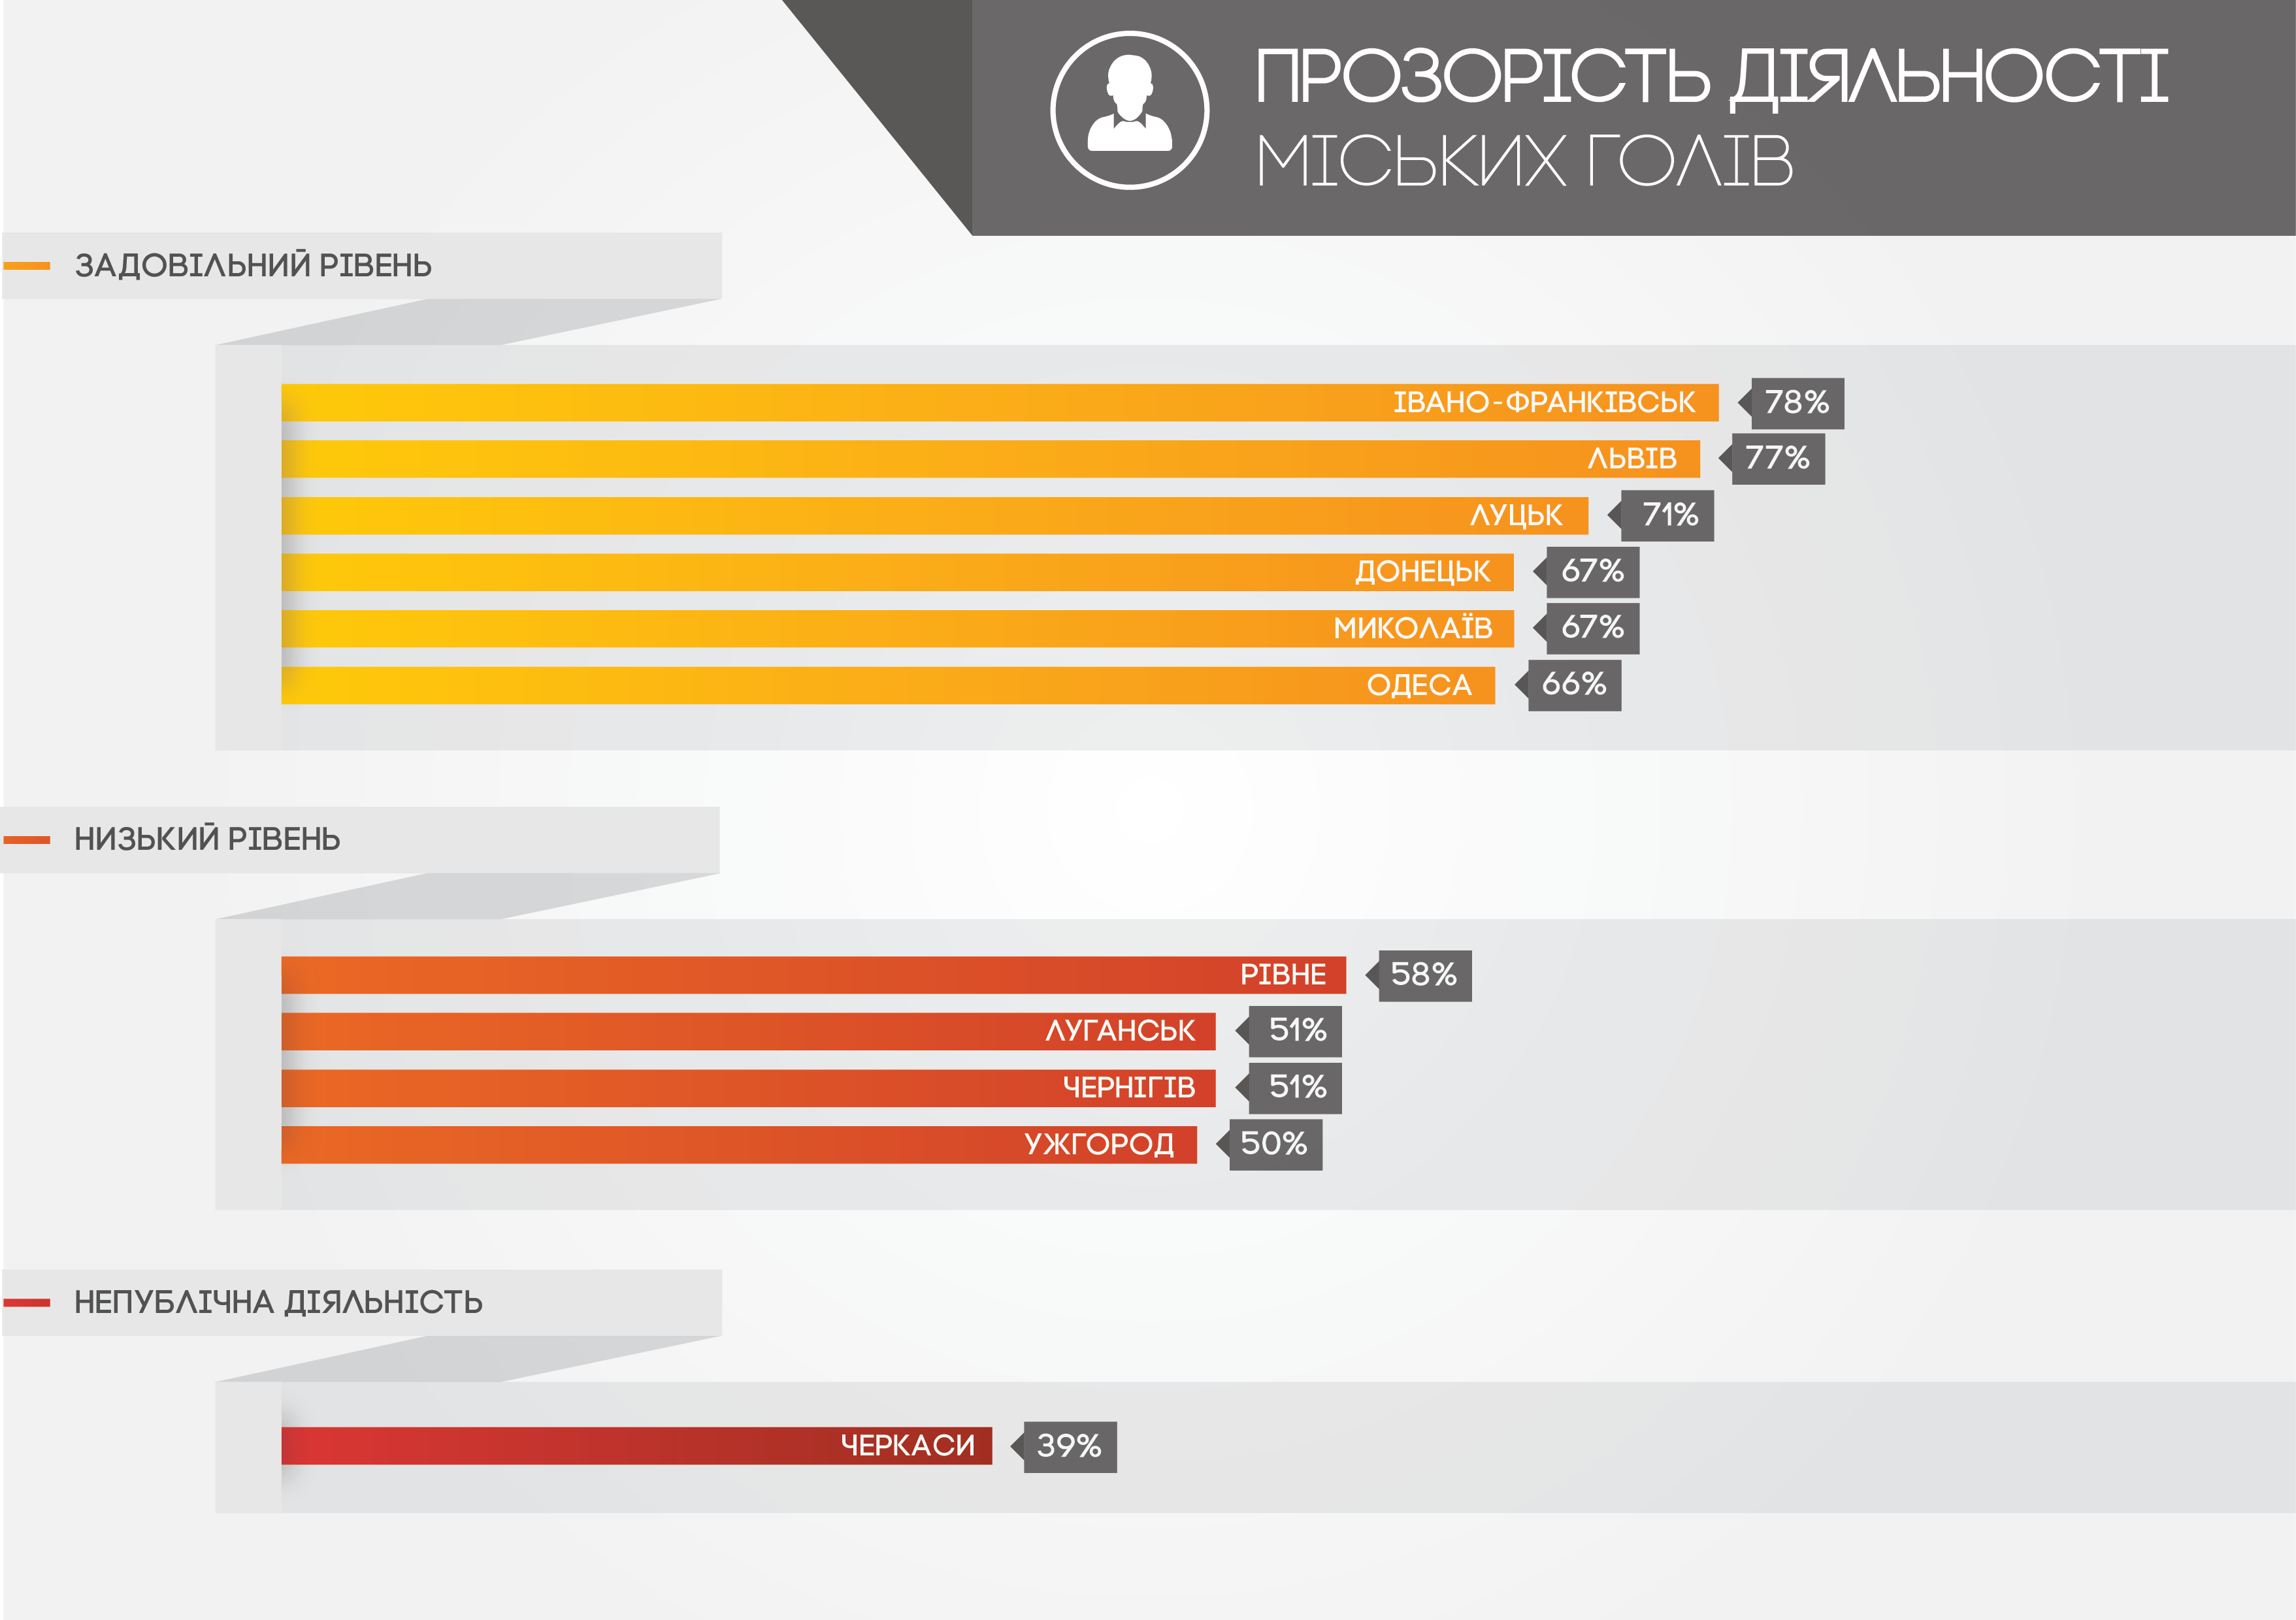 ПРОЗОРІСТЬ ДІЯЛЬНОСТІ
МІСЬКИХ ГОЛІВ
ЗАДОВІЛЬНИЙ РІВЕНЬ
ІВАНО-ФРАНКІВСЬК 78%
ЛЬВІВ 77%
ЛУЦЬК 71%
ДОНЕЦЬК 67%
МИКОЛАЇВ 67%
ОДЕСА 66%
НИЗЬКИЙ РІВЕНЬ
РІВНЕ 58%
ЛУГАНСЬК 51%
ЧЕРНІГІВ 51%
УЖГОРОД 50%
НЕПУБЛІЧНА ДІЯЛЬНІСТЬ
ЧЕРКАСИ 39%